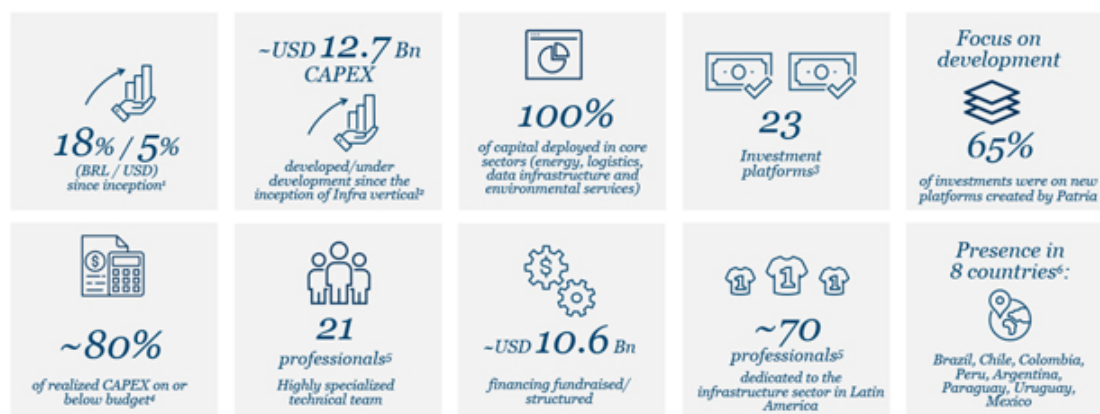 18% / 5%
(BRL / USD)
since inception¹
~USD 12.7 Bn
CAPEX
developed/under
development since the
inception of Infra vertical²
100%
of capital deployed in core
sectors (energy, logistics,
data infrastructure and
environmental services)
23
Investment
platforms³
Focus on
development
65%
of investments were on new
platforms created by Patria
$
~80%
of realized CAPEX on or
below budget⁴
21
professionals⁵
Highly specialized
technical team
$
~USD 10.6 Bn
financing fundraised/
structured
1 1 1
~70
professionals⁵
dedicated to the
infrastructure sector in Latin
America
Presence in
8 countries⁶:
Brazil, Chile, Colombia,
Peru, Argentina,
Paraguay, Uruguay,
Mexico